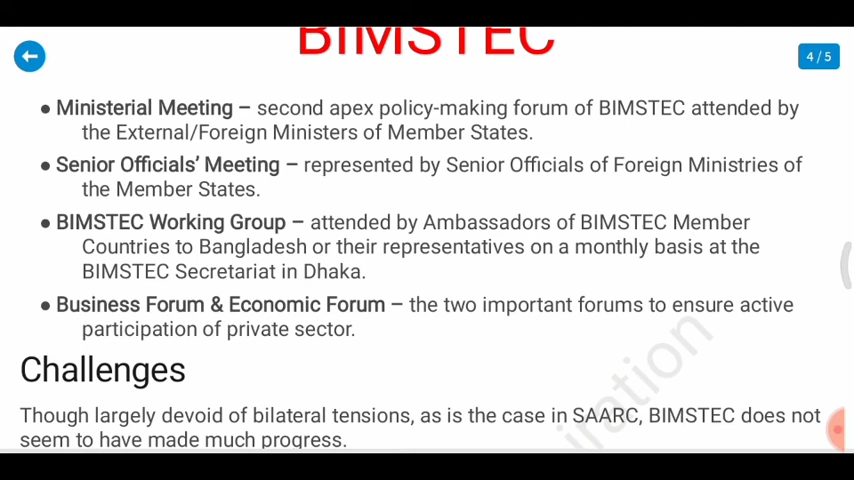 BIMSTEC
4 / 5
● Ministerial Meeting – second apex policy-making forum of BIMSTEC attended by
the External/Foreign Ministers of Member States.
● Senior Officials' Meeting – represented by Senior Officials of Foreign Ministries of
the Member States.
● BIMSTEC Working Group – attended by Ambassadors of BIMSTEC Member
Countries to Bangladesh or their representatives on a monthly basis at the
BIMSTEC Secretariat in Dhaka.
● Business Forum & Economic Forum – the two important forums to ensure active
participation of private sector.
Challenges
Though largely devoid of bilateral tensions, as is the case in SAARC, BIMSTEC does not
seem to have made much progress.